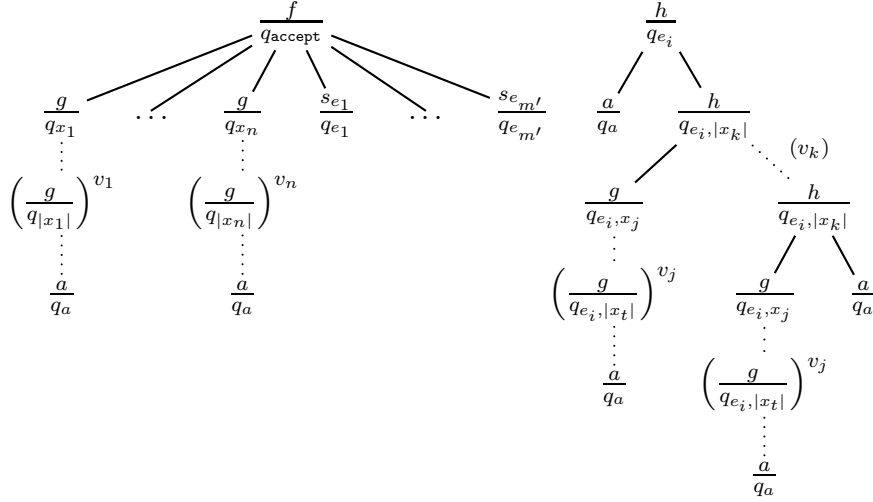 f h
q_accept q_{e_i}
g ... g s_{e_1} ... s_{e_{m'}} a h
q_{x_1} q_{x_n} q_{e_1} q_{e_{m'}} q_a q_{e_i,|x_k|}
(v_k)
(g)^{v_1} (g)^{v_n} g h
q_{|x_1|} q_{|x_n|} q_{e_i,x_j} q_{e_i,|x_k|}
a a (g)^{v_j} g a
q_a q_a q_{e_i,|x_t|} q_{e_i,x_j} q_a
a (g)^{v_j}
q_a q_{e_i,|x_t|}
a
q_a